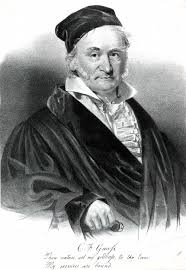 C. F. Gauß
Thou nature art my goddess, to thy laws
My services are bound